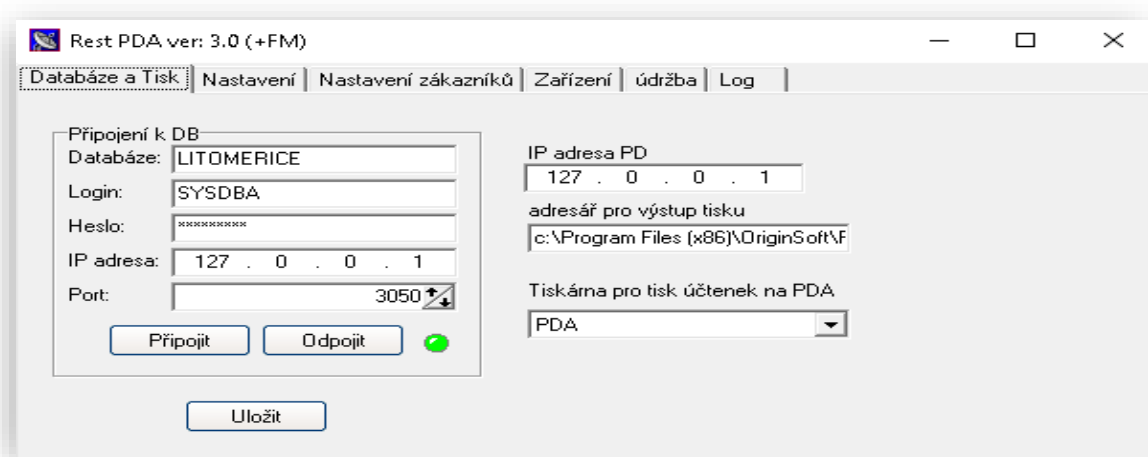 Rest PDA ver: 3.0 (+FM)
Databáze a Tisk Nastavení Nastavení zákazníků Zařízení údržba Log
Připojení k DB
Databáze: LITOMERICE
Login: SYSDBA
Heslo: *********
IP adresa: 127 . 0 . 0 . 1
Port: 3050
Připojit Odpojit
Uložit
IP adresa PD
127 . 0 . 0 . 1
adresář pro výstup tisku
c:\Program Files (x86)\OriginSoft\F
Tiskárna pro tisk účtenek na PDA
PDA